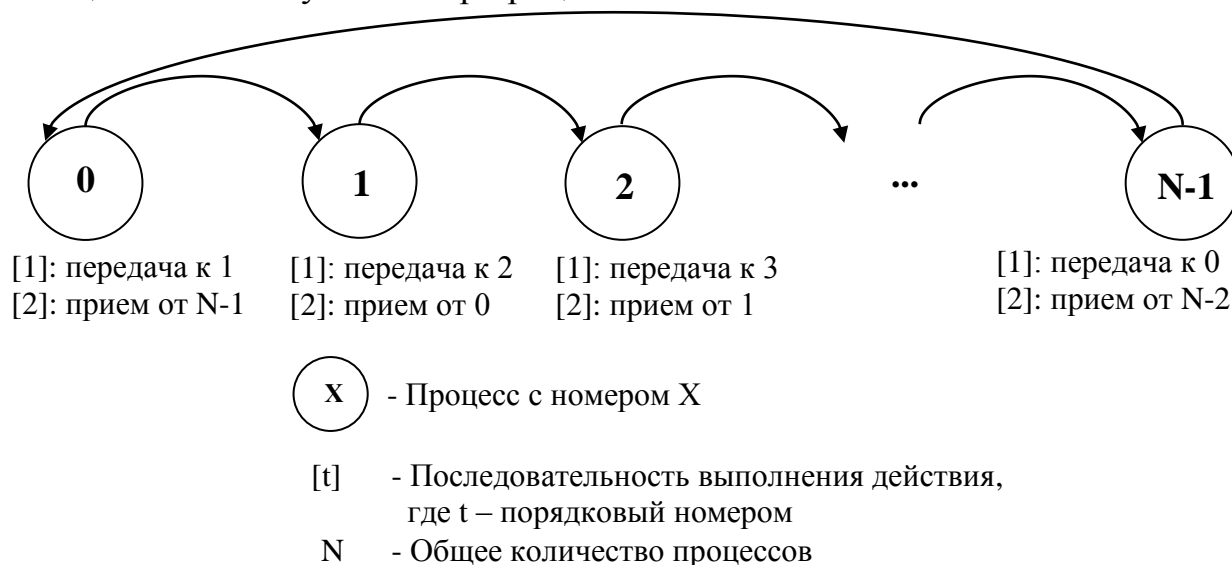 0 1 2 ... N-1
[1]: передача к 1 [1]: передача к 2 [1]: передача к 3 [1]: передача к 0
[2]: прием от N-1 [2]: прием от 0 [2]: прием от 1 [2]: прием от N-2
X - Процесс с номером X
[t] - Последовательность выполнения действия,
где t – порядковый номером
N - Общее количество процессов